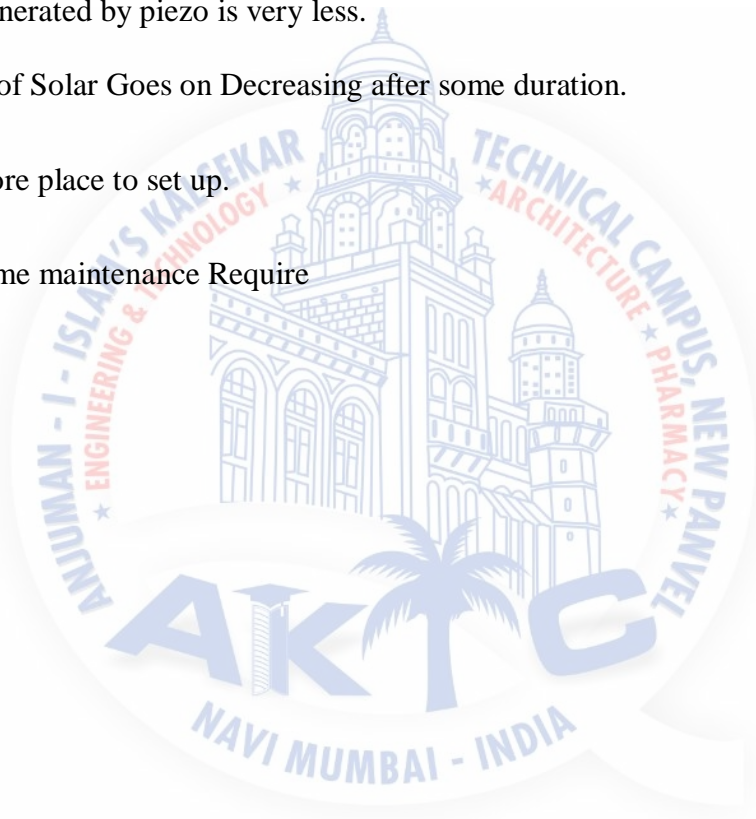 nerated by piezo is very less.
of Solar Goes on Decreasing after some duration.
ore place to set up.
me maintenance Require
ANJUMAN - I - ISLAM'S KALSEKAR TECHNICAL CAMPUS, NEW PANVEL
ENGINEERING & TECHNOLOGY ★ ★ ARCHITECTURE ★ PHARMACY ★
AKTC
NAVI MUMBAI - INDIA